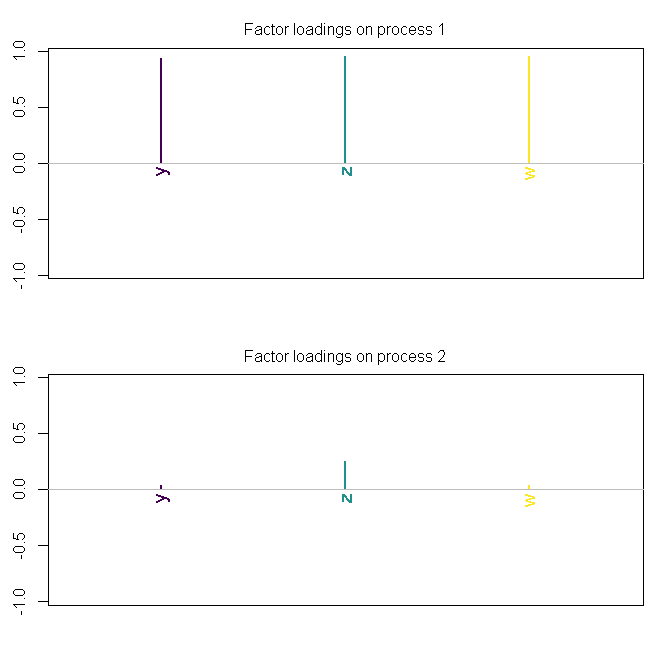 Factor loadings on process 1
1.0
0.5
0.0
-0.5
-1.0
y
z
w
Factor loadings on process 2
1.0
0.5
0.0
-0.5
-1.0
y
z
w